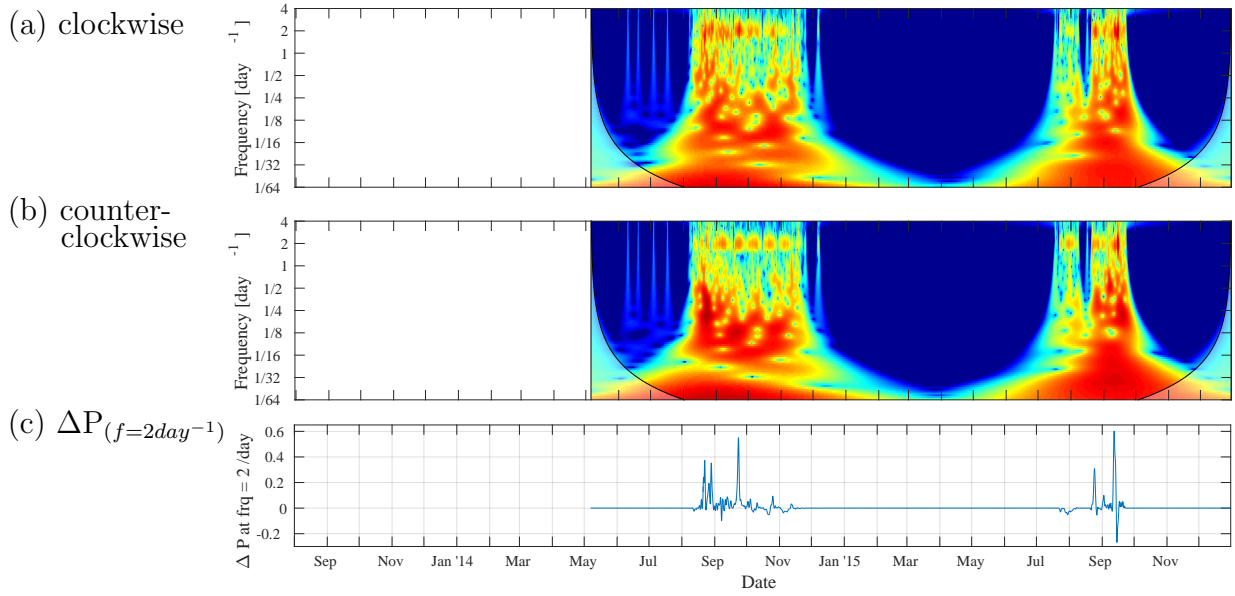 (a) clockwise
Frequency [day⁻¹]
4
2
1
1/2
1/4
1/8
1/16
1/32
1/64
(b) counter-
clockwise
Frequency [day⁻¹]
4
2
1
1/2
1/4
1/8
1/16
1/32
1/64
(c) ΔP(f=2day⁻¹)
Δ P at frq = 2 /day
0.6
0.4
0.2
0
-0.2
Sep Nov Jan '14 Mar May Jul Sep Nov Jan '15 Mar May Jul Sep Nov
Date